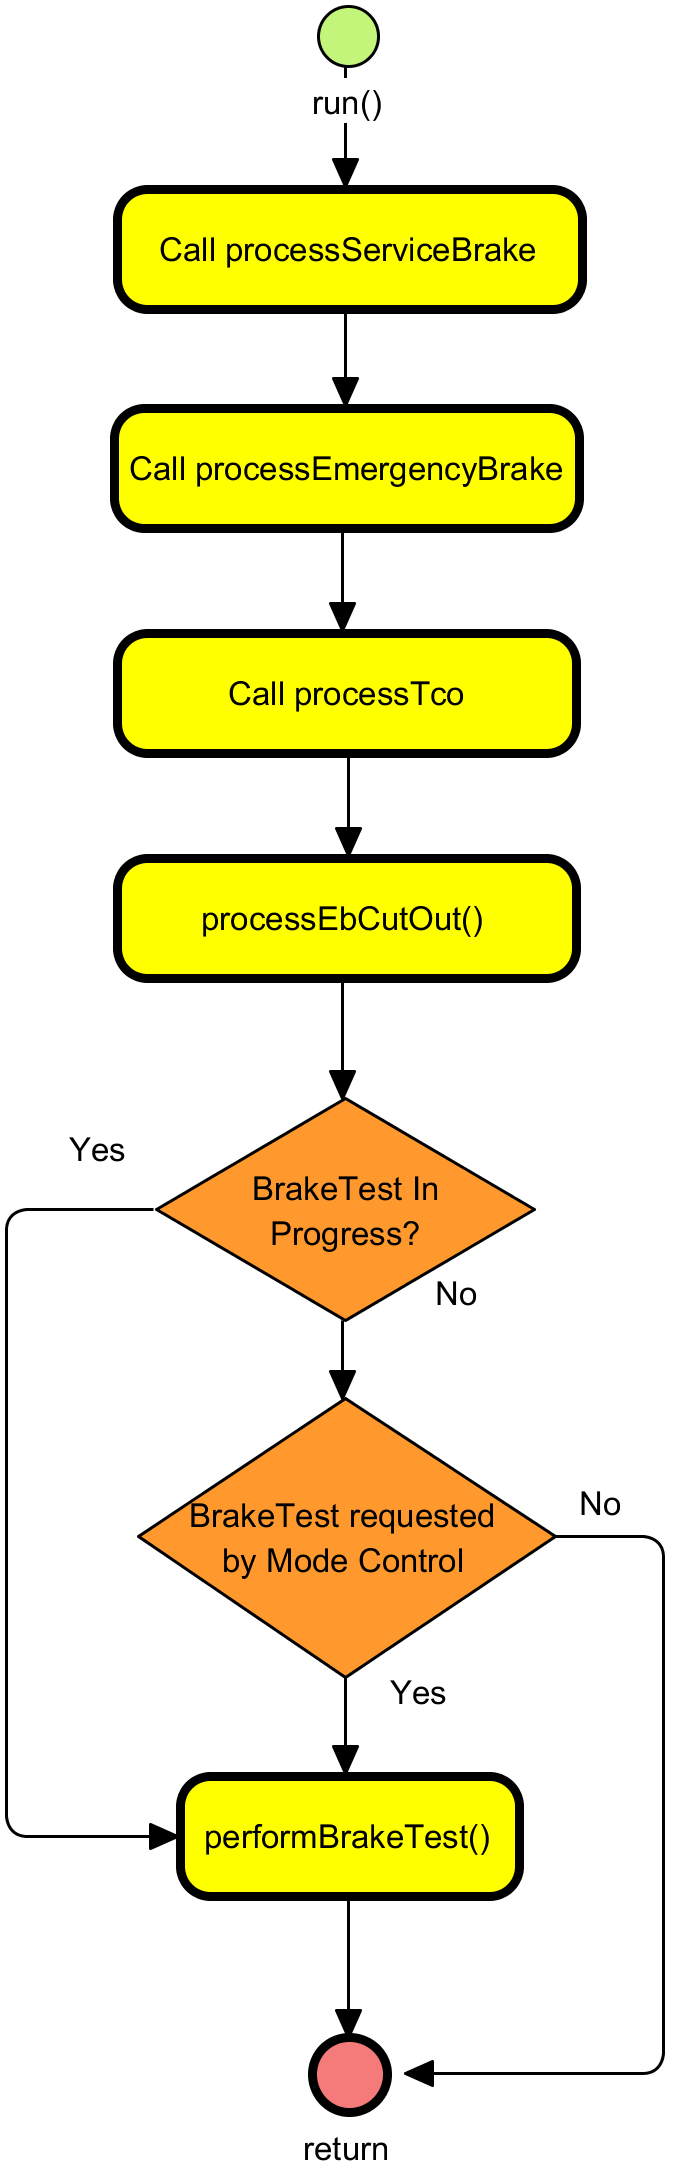 run()
Call processServiceBrake
Call processEmergencyBrake
Call processTco
processEbCutOut()
Yes
BrakeTest In
Progress?
No
BrakeTest requested
by Mode Control
No
Yes
performBrakeTest()
return